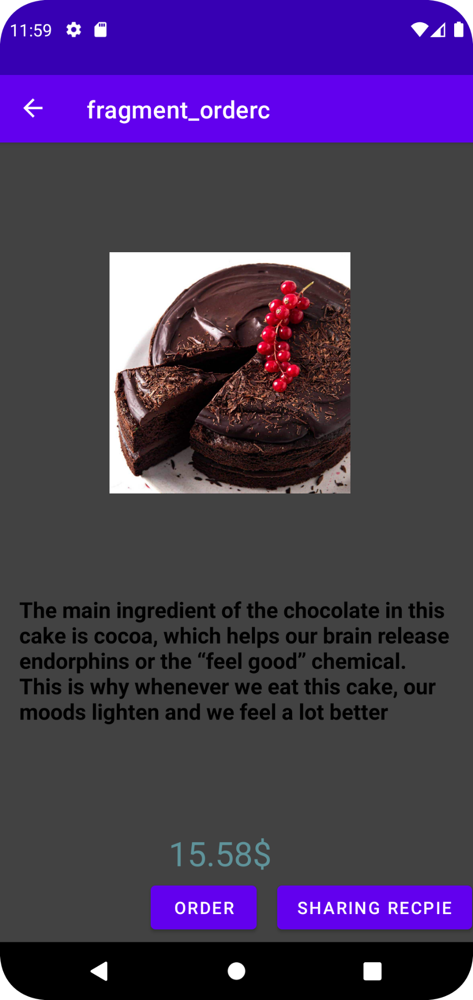 11:59
fragment_orderc
The main ingredient of the chocolate in this
cake is cocoa, which helps our brain release
endorphins or the “feel good” chemical.
This is why whenever we eat this cake, our
moods lighten and we feel a lot better
15.58$
ORDER
SHARING RECPIE